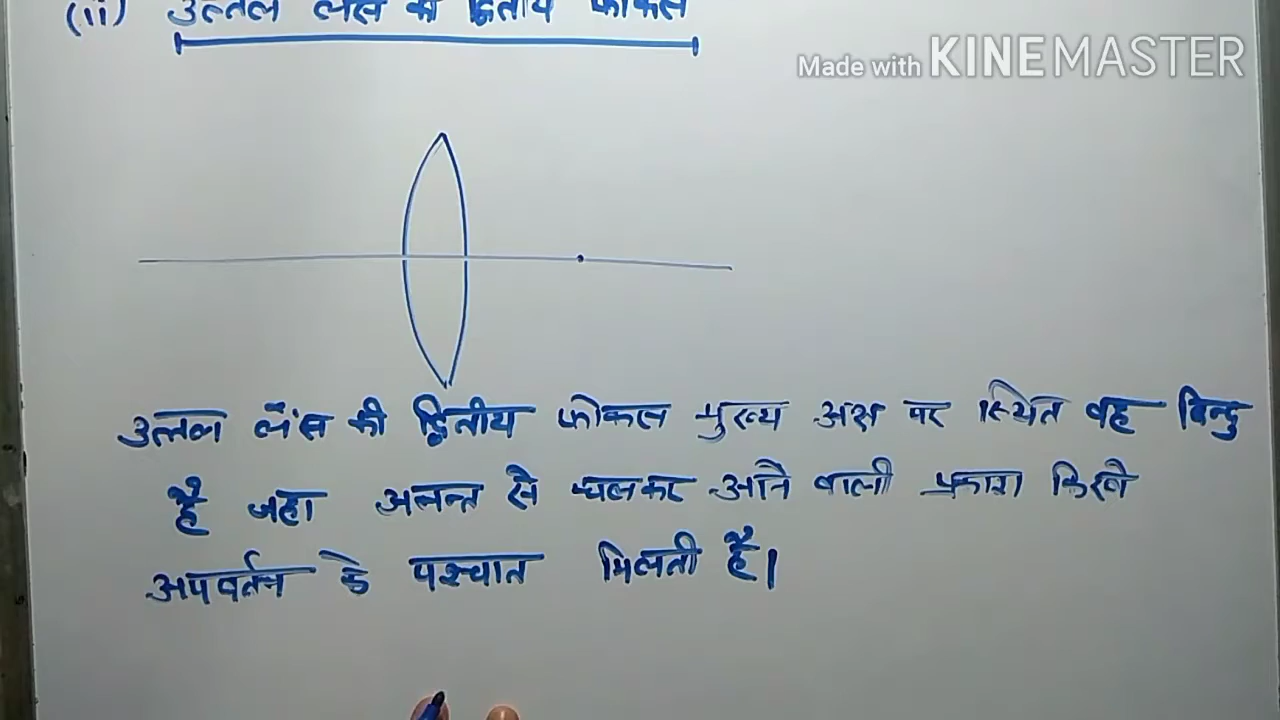 (ii) उत्तल लेंस का द्वितीय फोकस
Made with KINEMASTER
उत्तल लेंस की द्वितीय फोकस मुख्य अक्ष पर स्थित वह बिन्दु
है जहा अनन्त से चलकर आने वाली प्रकाश किरणे
अपवर्तन के पश्चात मिलती है।